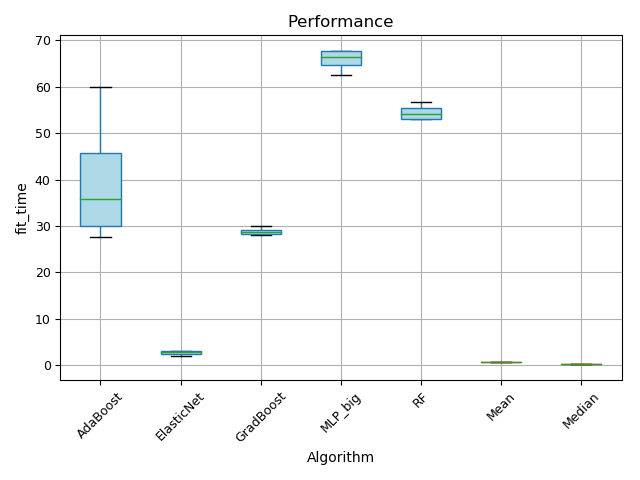 Performance
70
60
50
40
30
20
10
0
fit_time
AdaBoost
ElasticNet
GradBoost
MLP_big
RF
Mean
Median
Algorithm